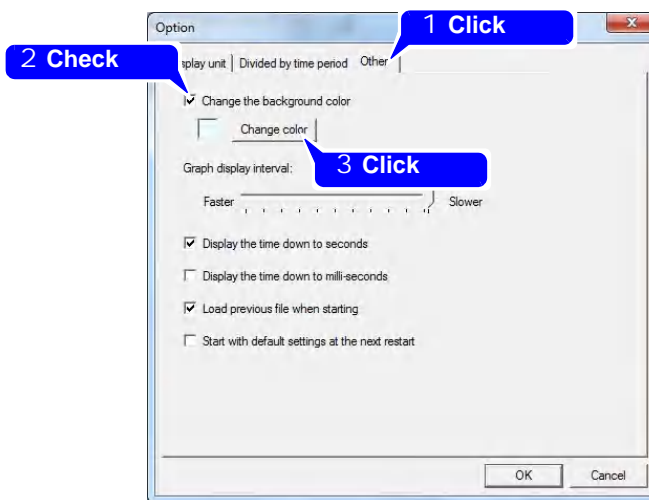 Option
1 Click
2 Check
splay unit Divided by time period Other
Change the background color
Change color
3 Click
Graph display interval:
Faster Slower
Display the time down to seconds
Display the time down to milli-seconds
Load previous file when starting
Start with default settings at the next restart
OK Cancel